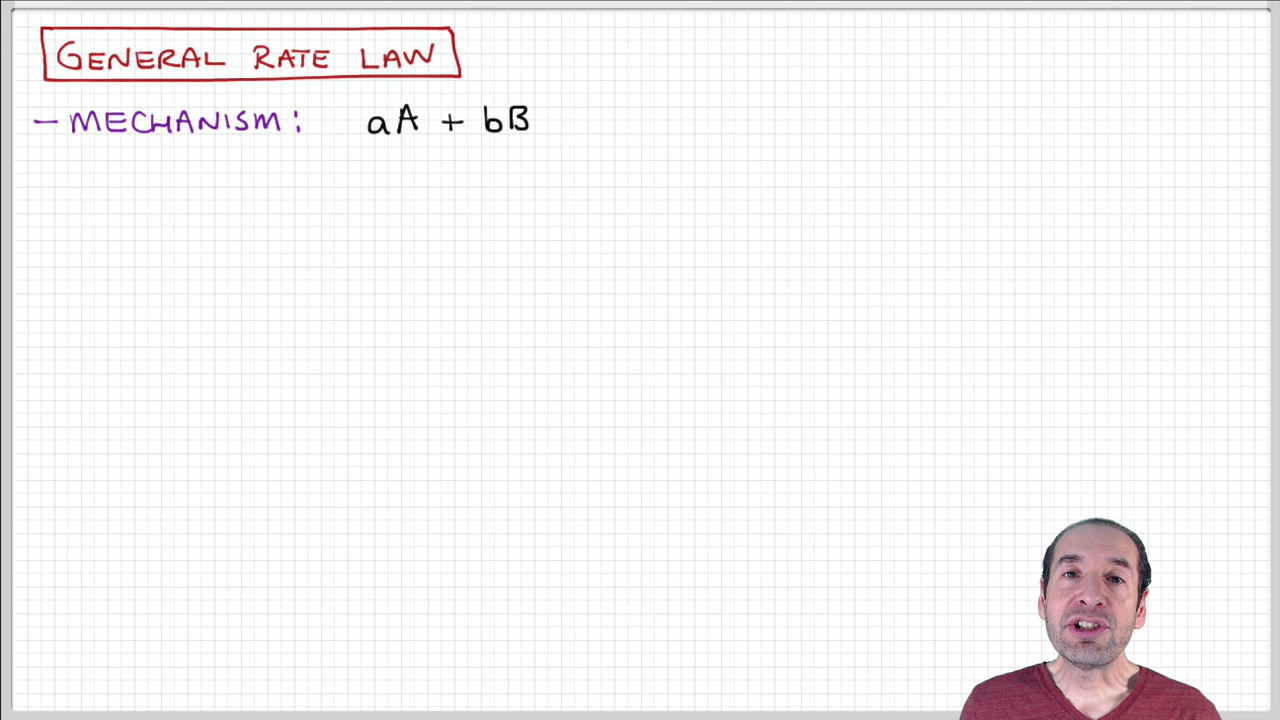 GENERAL RATE LAW
– MECHANISM: aA + bB